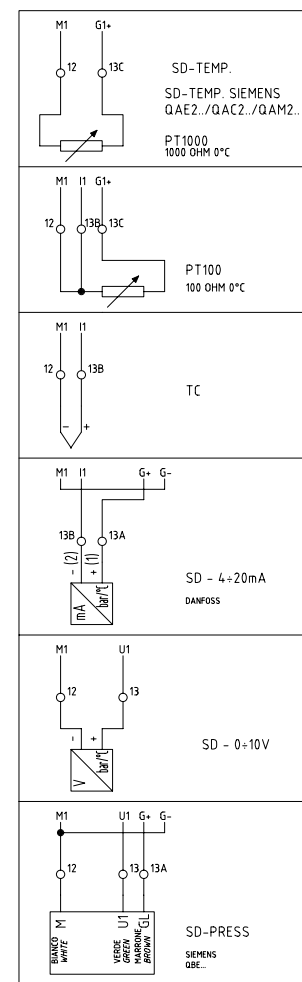 M1 G1+
12 13C
SD-TEMP.
SD-TEMP. SIEMENS
QAE2../QAC2../QAM2..
PT1000
1000 OHM 0°C
M1 I1 G1+
12 13B 13C
PT100
100 OHM 0°C
M1 I1
12 13B
- +
TC
M1 I1 G+ G-
13B 13A
- (2) + (1)
mA bar/°C
SD - 4÷20mA
DANFOSS
M1 U1
12 13
- +
V bar/°C
SD - 0÷10V
M1 U1 G+ G-
12 13 13A
M U1 GL
BIANCO VERDE MARRONE
WHITE GREEN BROWN
SD-PRESS
SIEMENS
QBE...